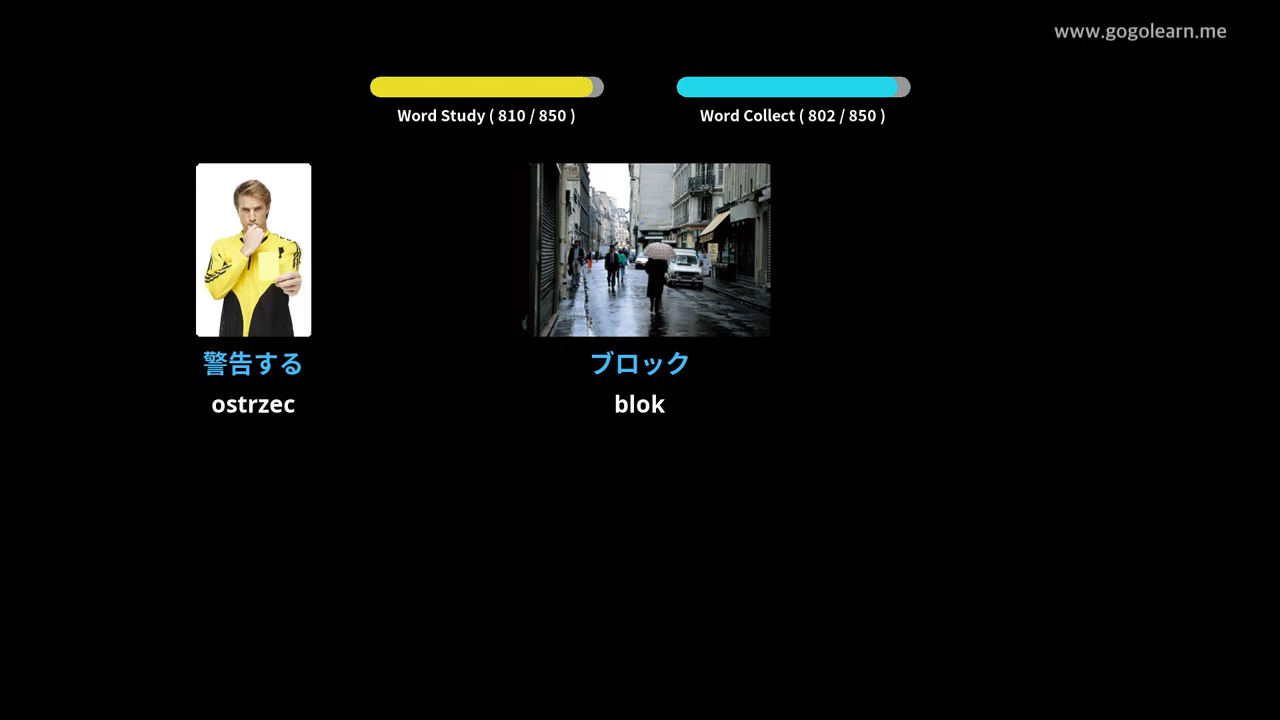 www.gogolearn.me
Word Study ( 810 / 850 )
Word Collect ( 802 / 850 )
警告する
ostrzec
ブロック
blok